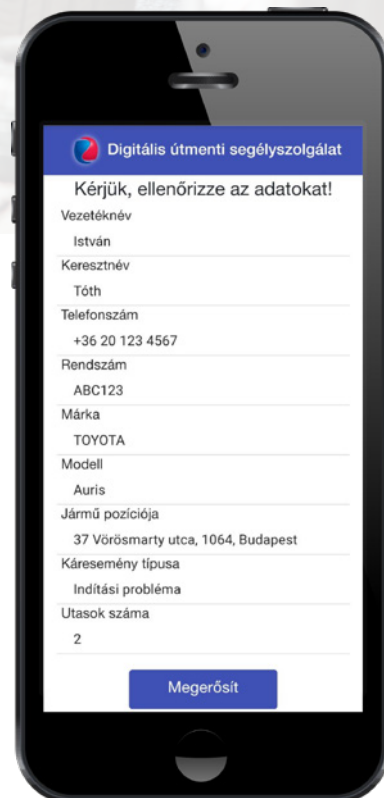 Digitális útmenti segélyszolgálat
Kérjük, ellenőrizze az adatokat!
Vezetéknév
István
Keresztnév
Tóth
Telefonszám
+36 20 123 4567
Rendszám
ABC123
Márka
TOYOTA
Modell
Auris
Jármű pozíciója
37 Vörösmarty utca, 1064, Budapest
Káresemény típusa
Indítási probléma
Utasok száma
2
Megerősít